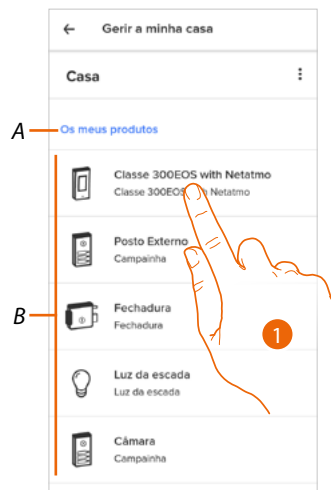 ← Gerir a minha casa
Casa
A
Os meus produtos
Classe 300EOS with Netatmo
Classe 300EOS with Netatmo
Posto Externo
Campainha
B
Fechadura
Fechadura
1
Luz da escada
Luz da escada
Câmara
Campainha